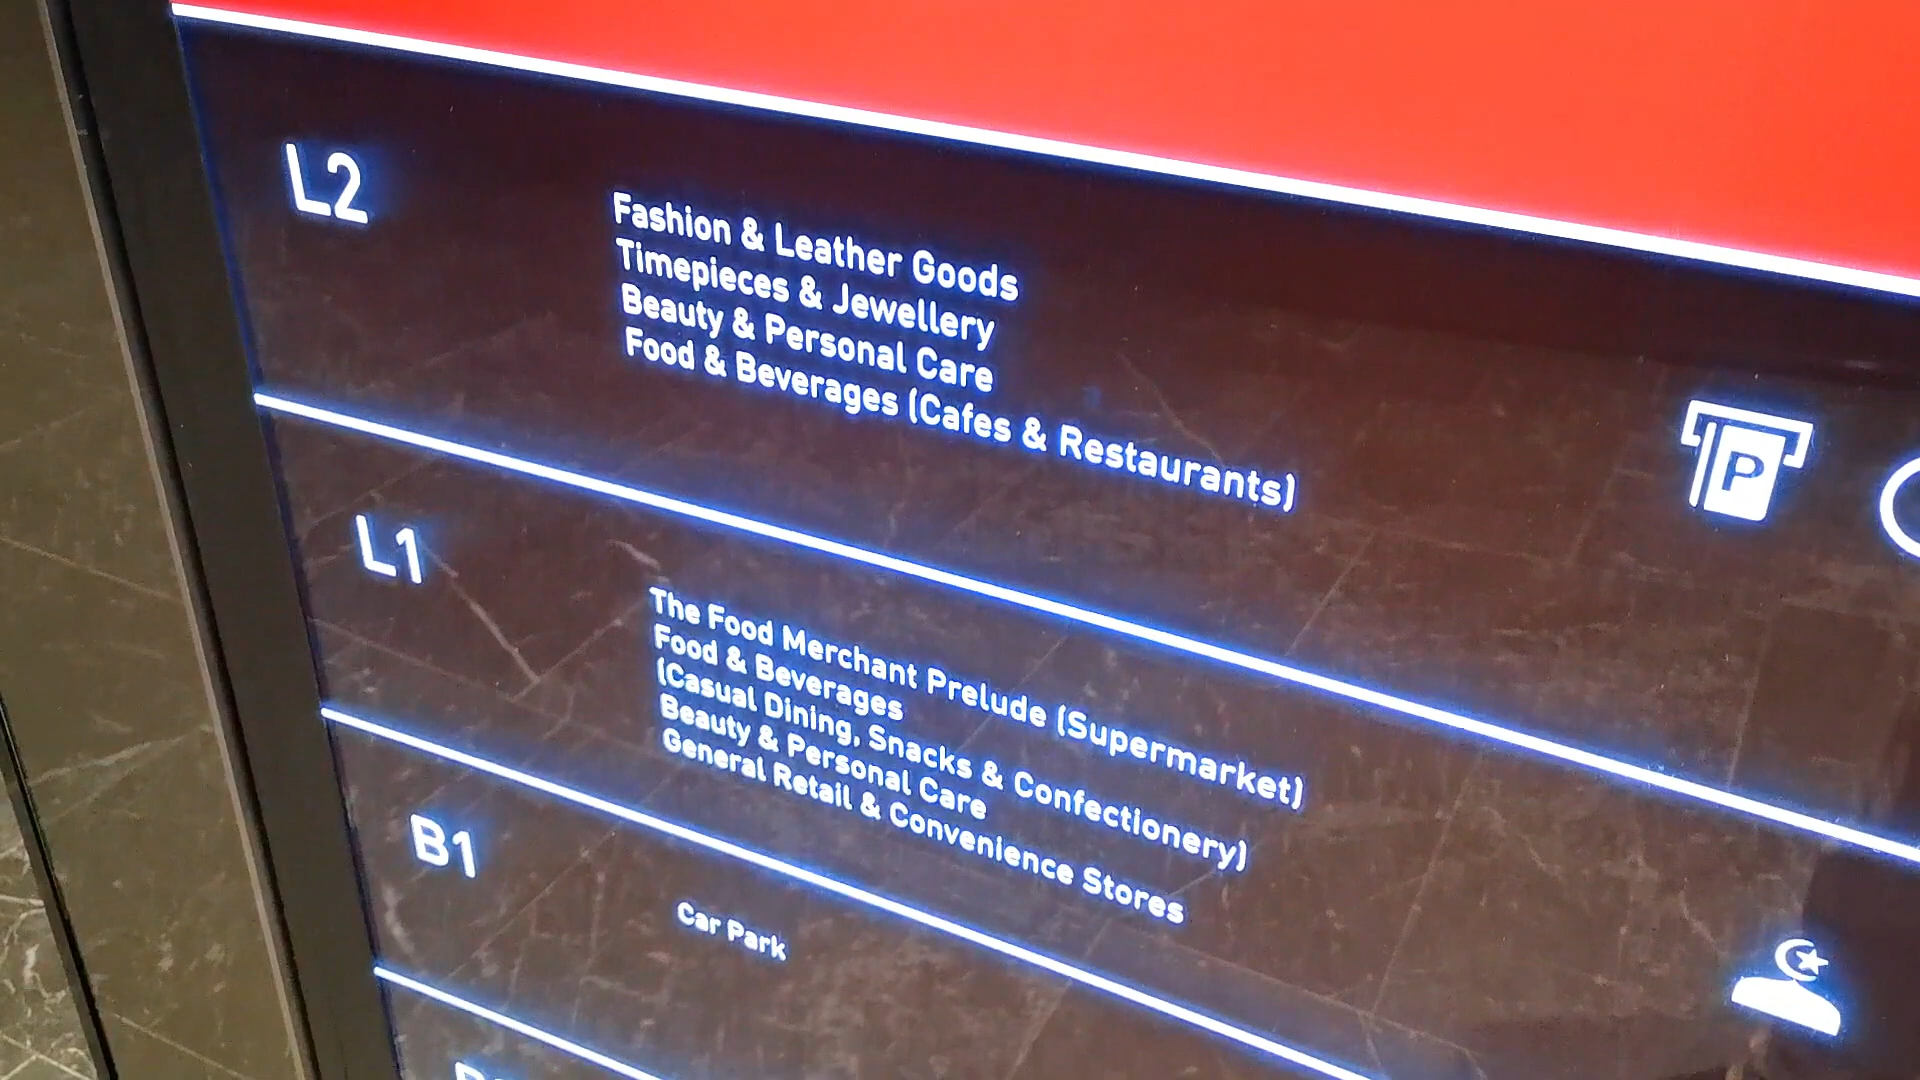 L2
Fashion & Leather Goods
Timepieces & Jewellery
Beauty & Personal Care
Food & Beverages (Cafes & Restaurants)
P
L1
The Food Merchant Prelude (Supermarket)
Food & Beverages
(Casual Dining, Snacks & Confectionery)
Beauty & Personal Care
General Retail & Convenience Stores
B1
Car Park